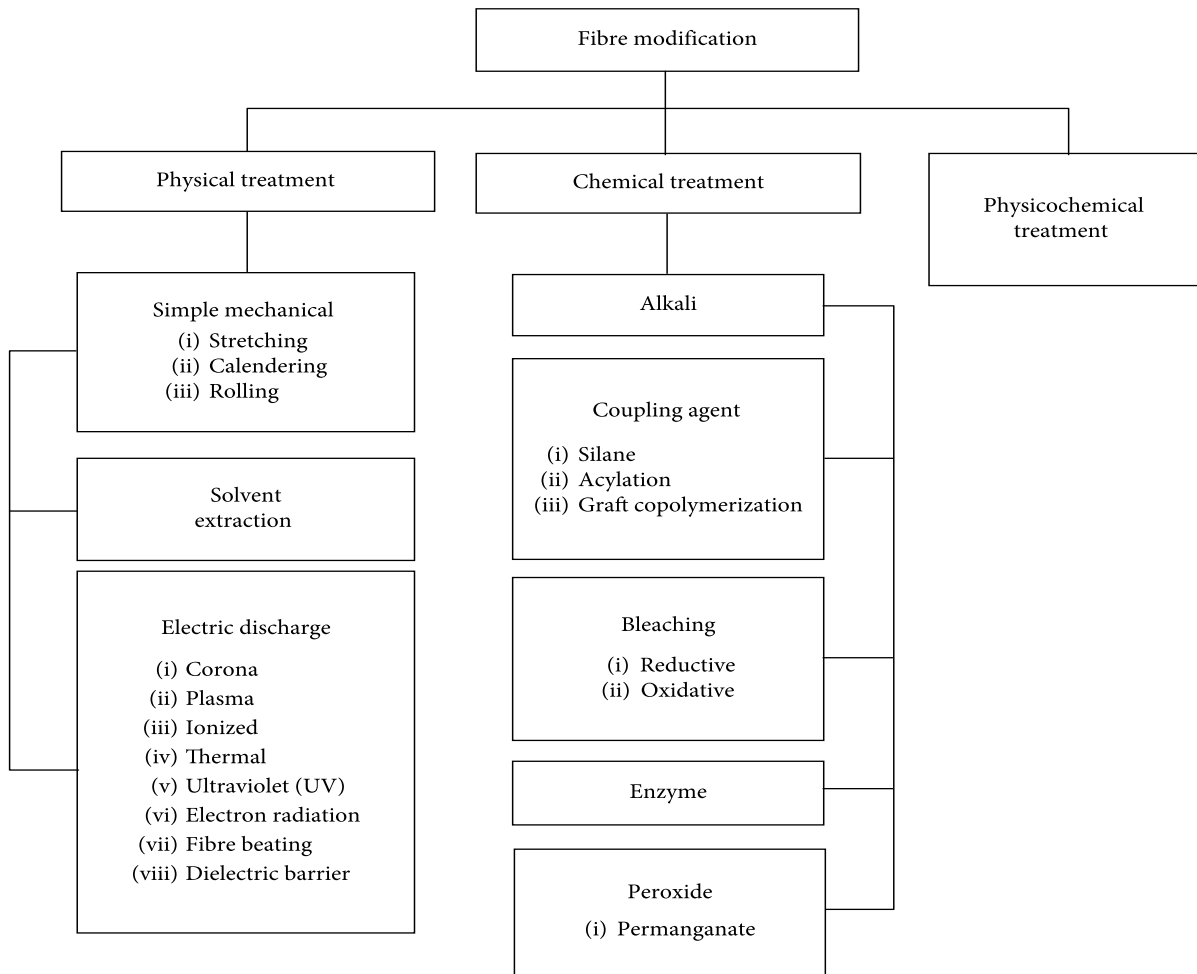 Fibre modification
Physical treatment
Chemical treatment
Physicochemical
treatment
Simple mechanical
(i) Stretching
(ii) Calendering
(iii) Rolling
Solvent
extraction
Electric discharge
(i) Corona
(ii) Plasma
(iii) Ionized
(iv) Thermal
(v) Ultraviolet (UV)
(vi) Electron radiation
(vii) Fibre beating
(viii) Dielectric barrier
Alkali
Coupling agent
(i) Silane
(ii) Acylation
(iii) Graft copolymerization
Bleaching
(i) Reductive
(ii) Oxidative
Enzyme
Peroxide
(i) Permanganate